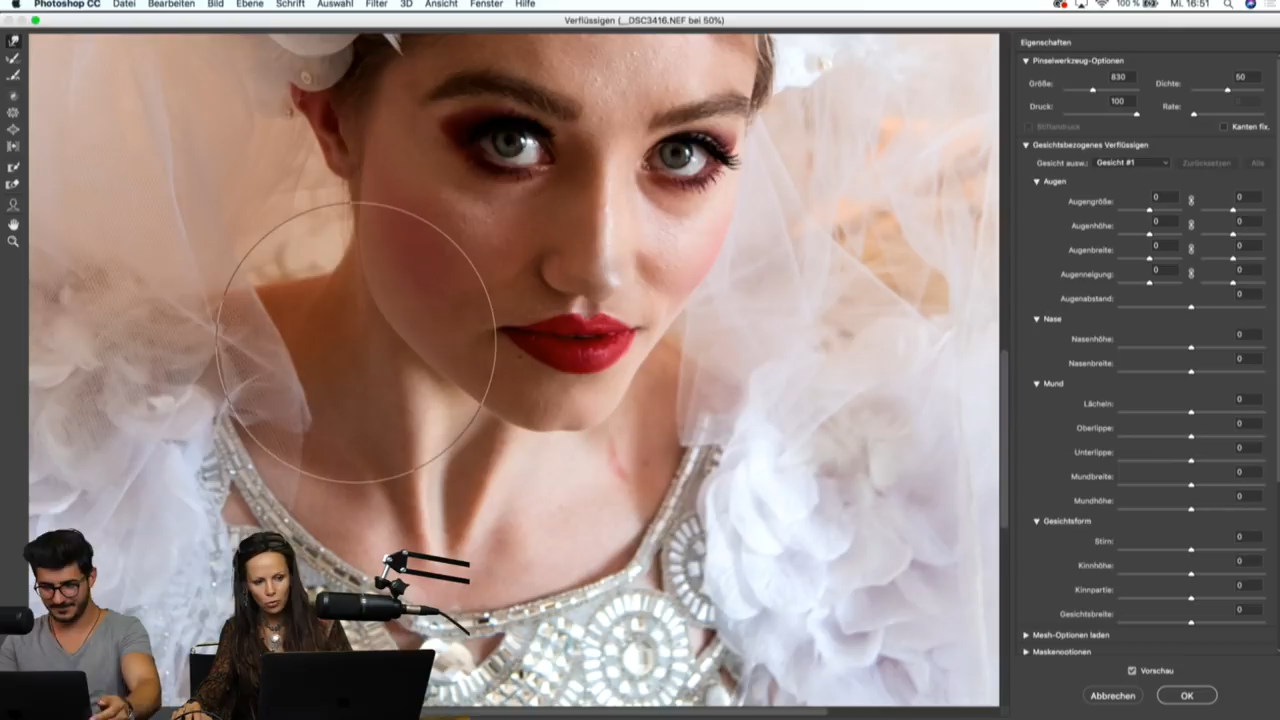 Photoshop CC Datei Bearbeiten Bild Ebene Schrift Auswahl Filter 3D Ansicht Fenster Hilfe 100 % Mi. 16:51
Verflüssigen (__DSC3416.NEF bei 50%)
Eigenschaften
Pinselwerkzeug-Optionen
Größe: 830 Dichte: 50
Druck: 100 Rate:
Stiftandruck Kanten fix.
Gesichtsbezogenes Verflüssigen
Gesicht ausw.: Gesicht #1 Zurücksetzen Alle
Augen
Augengröße: 0 0
Augenhöhe: 0 0
Augenbreite: 0 0
Augenneigung: 0 0
Augenabstand: 0
Nase
Nasenhöhe: 0
Nasenbreite: 0
Mund
Lächeln: 0
Oberlippe: 0
Unterlippe: 0
Mundbreite: 0
Mundhöhe: 0
Gesichtsform
Stirn: 0
Kinnhöhe: 0
Kinnpartie: 0
Gesichtsbreite: 0
Mesh-Optionen laden
Maskenoptionen
Vorschau
Abbrechen OK